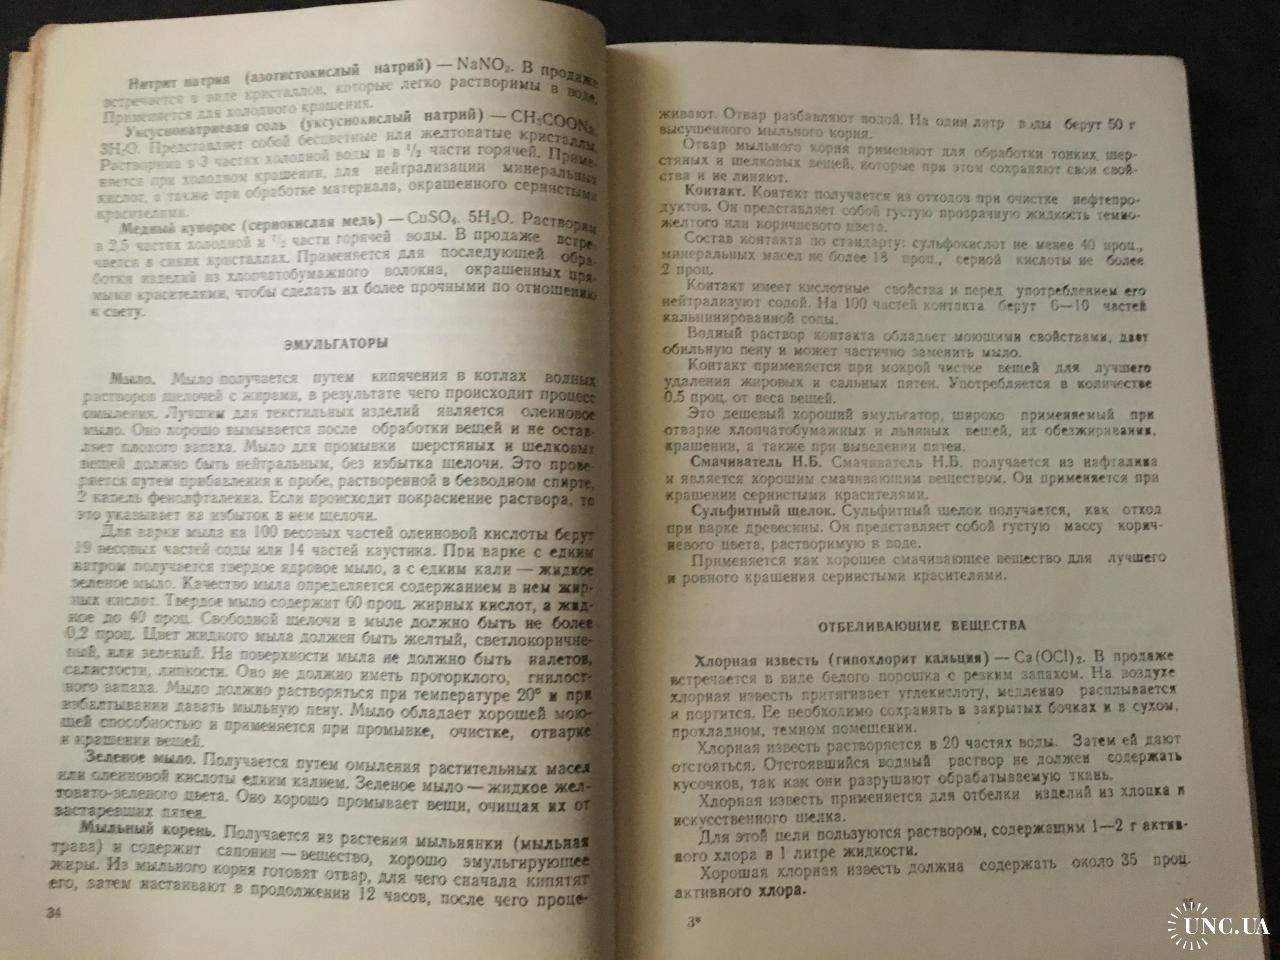 Нитрит натрия (азотистокислый натрий) — NaNO₂. В продаже
встречается в виде кристаллов, которые легко растворимы в воде.
Применяется для холодного крашения.
Уксуснонатриевая соль (уксуснокислый натрий) — CH₃COONa.
3H₂O. Представляет собой бесцветные или желтоватые кристаллы.
Растворима в 3 частях холодной воды и в ¹/₂ части горячей. Приме-
няется при холодном крашении, для нейтрализации минеральных
кислот, а также при обработке материала, окрашенного сернистыми
красителями.
Медный купорос (сернокислая медь) — CuSO₄. 5H₂O. Растворим
в 2,5 частях холодной и ¹/₂ части горячей воды. В продаже встре-
чается в синих кристаллах. Применяется для последующей обра-
ботки изделий из хлопчатобумажного волокна, окрашенных пря-
мыми красителями, чтобы сделать их более прочными по отношению
к свету.
ЭМУЛЬГАТОРЫ
Мыло. Мыло получается путем кипячения в котлах водных
растворов щелочей с жирами, в результате чего происходит процесс
омыления. Лучшим для текстильных изделий является олеиновое
мыло. Оно хорошо вымывается после обработки вещей и не остав-
ляет плохого запаха. Мыло для промывки шерстяных и шелковых
вещей должно быть нейтральным, без избытка щелочи. Это прове-
ряется путем прибавления к пробе, растворенной в безводном спирте,
2 капель фенолфталеина. Если происходит покраснение раствора, то
это указывает на избыток в нем щелочи.
Для варки мыла на 100 весовых частей олеиновой кислоты берут
19 весовых частей соды или 14 частей каустика. При варке с едким
натром получается твердое ядровое мыло, а с едким кали — жидкое
зеленое мыло. Качество мыла определяется содержанием в нем жир-
ных кислот. Твердое мыло содержит 60 проц. жирных кислот, а жид-
кое до 40 проц. Свободной щелочи в мыле должно быть не более
0,2 проц. Цвет жидкого мыла должен быть желтый, светлокоричне-
вый, или зеленый. На поверхности мыла не должно быть налетов,
салистости, липкости. Оно не должно иметь прогорклого, гнилост-
ного запаха. Мыло должно растворяться при температуре 20° и при
взбалтывании давать мыльную пену. Мыло обладает хорошей мою-
щей способностью и применяется при промывке, очистке, отварке
и крашении вещей.
Зеленое мыло. Получается путем омыления растительных масел
или олеиновой кислоты едким калием. Зеленое мыло — жидкое жел-
товато-зеленого цвета. Оно хорошо промывает вещи, очищая их от
застаревших пятен.
Мыльный корень. Получается из растения мыльнянки (мыльная
трава) и содержит сапонин — вещество, хорошо эмульгирующее
жиры. Из мыльного корня готовят отвар, для чего сначала кипятят
его, затем настаивают в продолжении 12 часов, после чего проце-
34
живают. Отвар разбавляют водой. На один литр воды берут 50 г
высушенного мыльного корня.
Отвар мыльного корня применяют для обработки тонких шер-
стяных и шелковых вещей, которые при этом сохраняют свои свой-
ства и не линяют.
Контакт. Контакт получается из отходов при очистке нефтепро-
дуктов. Он представляет собой густую прозрачную жидкость темно-
желтого или коричневого цвета.
Состав контакта по стандарту: сульфокислот не менее 40 проц.,
минеральных масел не более 18 проц., серной кислоты не более
2 проц.
Контакт имеет кислотные свойства и перед употреблением его
нейтрализуют содой. На 100 частей контакта берут 6—10 частей
кальцинированной соды.
Водный раствор контакта обладает моющими свойствами, дает
обильную пену и может частично заменить мыло.
Контакт применяется при мокрой чистке вещей для лучшего
удаления жировых и сальных пятен. Употребляется в количестве
0,5 проц. от веса вещей.
Это дешевый хороший эмульгатор, широко применяемый при
отварке хлопчатобумажных и льняных вещей, их обезжиривании,
крашении, а также при выведении пятен.
Смачиватель Н.Б. Смачиватель Н.Б. получается из нафталина
и является хорошим смачивающим веществом. Он применяется при
крашении сернистыми красителями.
Сульфитный щелок. Сульфитный щелок получается, как отход
при варке древесины. Он представляет собой густую массу корич-
невого цвета, растворимую в воде.
Применяется как хорошее смачивающее вещество для лучшего
и ровного крашения сернистыми красителями.
ОТБЕЛИВАЮЩИЕ ВЕЩЕСТВА
Хлорная известь (гипохлорит кальция) — Ca(OCl)₂. В продаже
встречается в виде белого порошка с резким запахом. На воздухе
хлорная известь притягивает углекислоту, медленно расплывается
и портится. Ее необходимо сохранять в закрытых бочках и в сухом,
прохладном, темном помещении.
Хлорная известь растворяется в 20 частях воды. Затем ей дают
отстояться. Отстоявшийся водный раствор не должен содержать
кусочков, так как они разрушают обрабатываемую ткань.
Хлорная известь применяется для отбелки изделий из хлопка и
искусственного шелка.
Для этой цели пользуются раствором, содержащим 1—2 г актив-
ного хлора в 1 литре жидкости.
Хорошая хлорная известь должна содержать около 35 проц.
активного хлора.
3*
UNC.UA